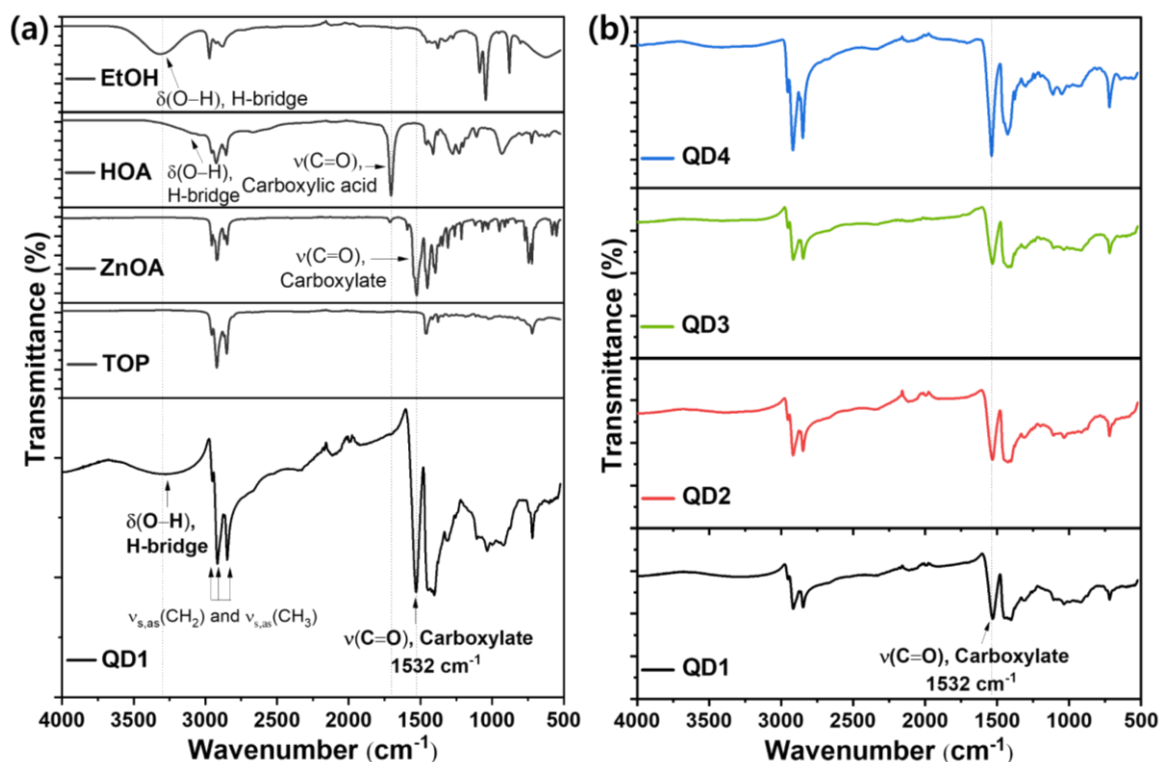 (a)
Transmittance (%)
EtOH
δ(O−H), H-bridge
HOA
δ(O−H),
H-bridge
ν(C=O),
Carboxylic acid
ZnOA
ν(C=O),
Carboxylate
TOP
δ(O−H),
H-bridge
νs,as(CH2) and νs,as(CH3)
ν(C=O), Carboxylate
1532 cm-1
QD1
4000 3500 3000 2500 2000 1500 1000 500
Wavenumber (cm-1)
(b)
Transmittance (%)
QD4
QD3
QD2
QD1
ν(C=O), Carboxylate
1532 cm-1
4000 3500 3000 2500 2000 1500 1000 500
Wavenumber (cm-1)